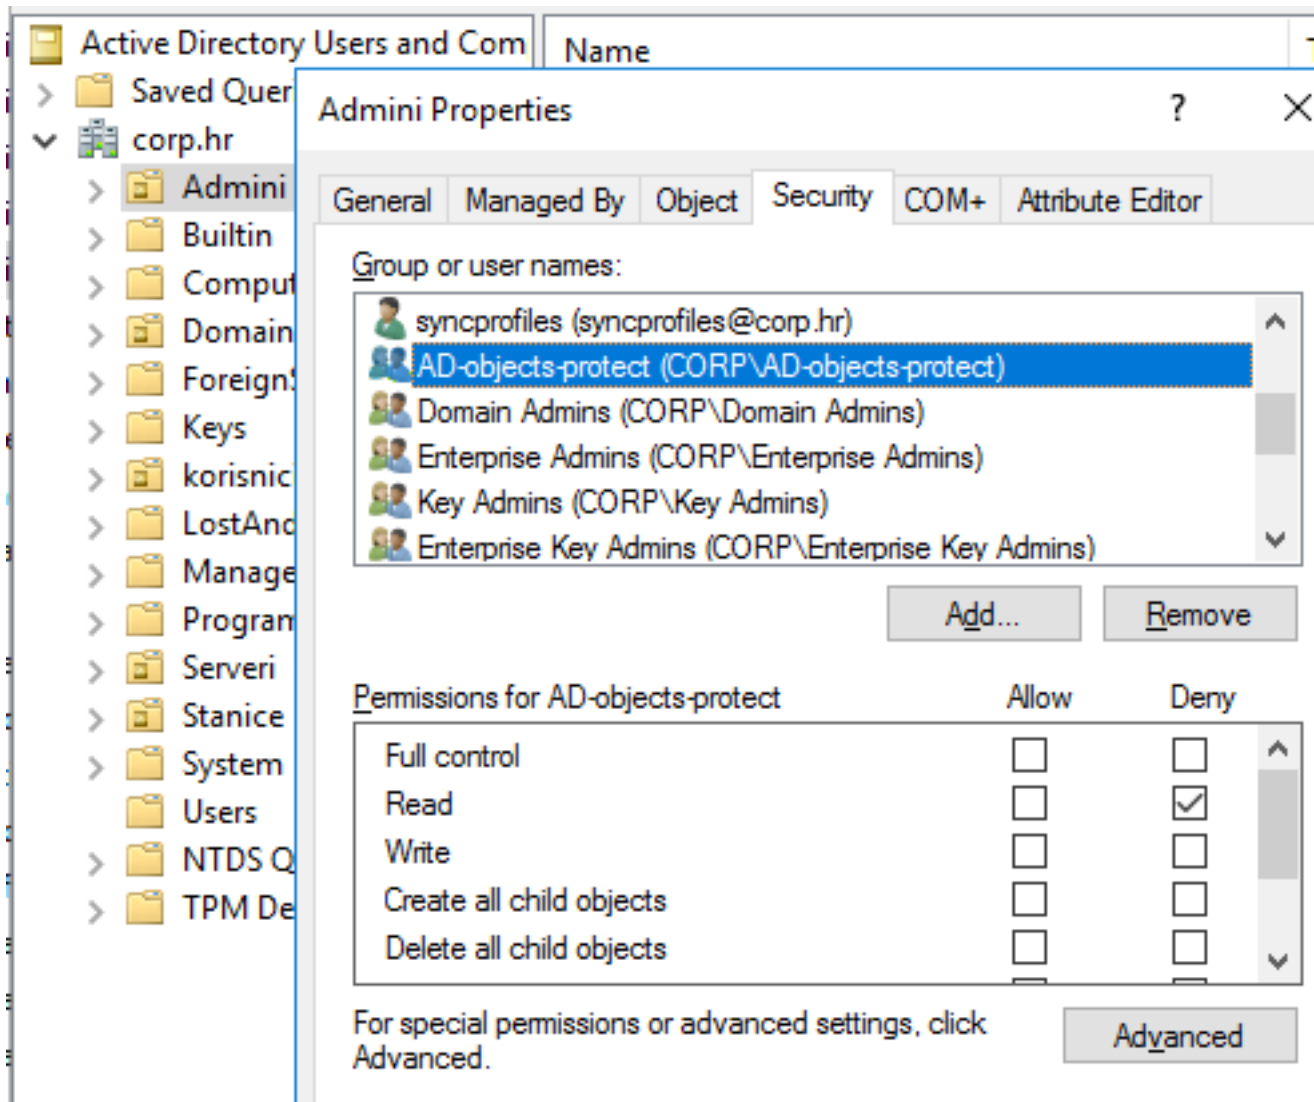 Active Directory Users and Com
Name
Saved Quer
corp.hr
Admini
Builtin
Comput
Domain
Foreign
Keys
korisnic
LostAnd
Manage
Program
Serveri
Stanice
System
Users
NTDS Q
TPM De
Admini Properties
?
General Managed By Object Security COM+ Attribute Editor
Group or user names:
syncprofiles (syncprofiles@corp.hr)
AD-objects-protect (CORP\AD-objects-protect)
Domain Admins (CORP\Domain Admins)
Enterprise Admins (CORP\Enterprise Admins)
Key Admins (CORP\Key Admins)
Enterprise Key Admins (CORP\Enterprise Key Admins)
Add... Remove
Permissions for AD-objects-protect Allow Deny
Full control
Read
Write
Create all child objects
Delete all child objects
For special permissions or advanced settings, click
Advanced.
Advanced